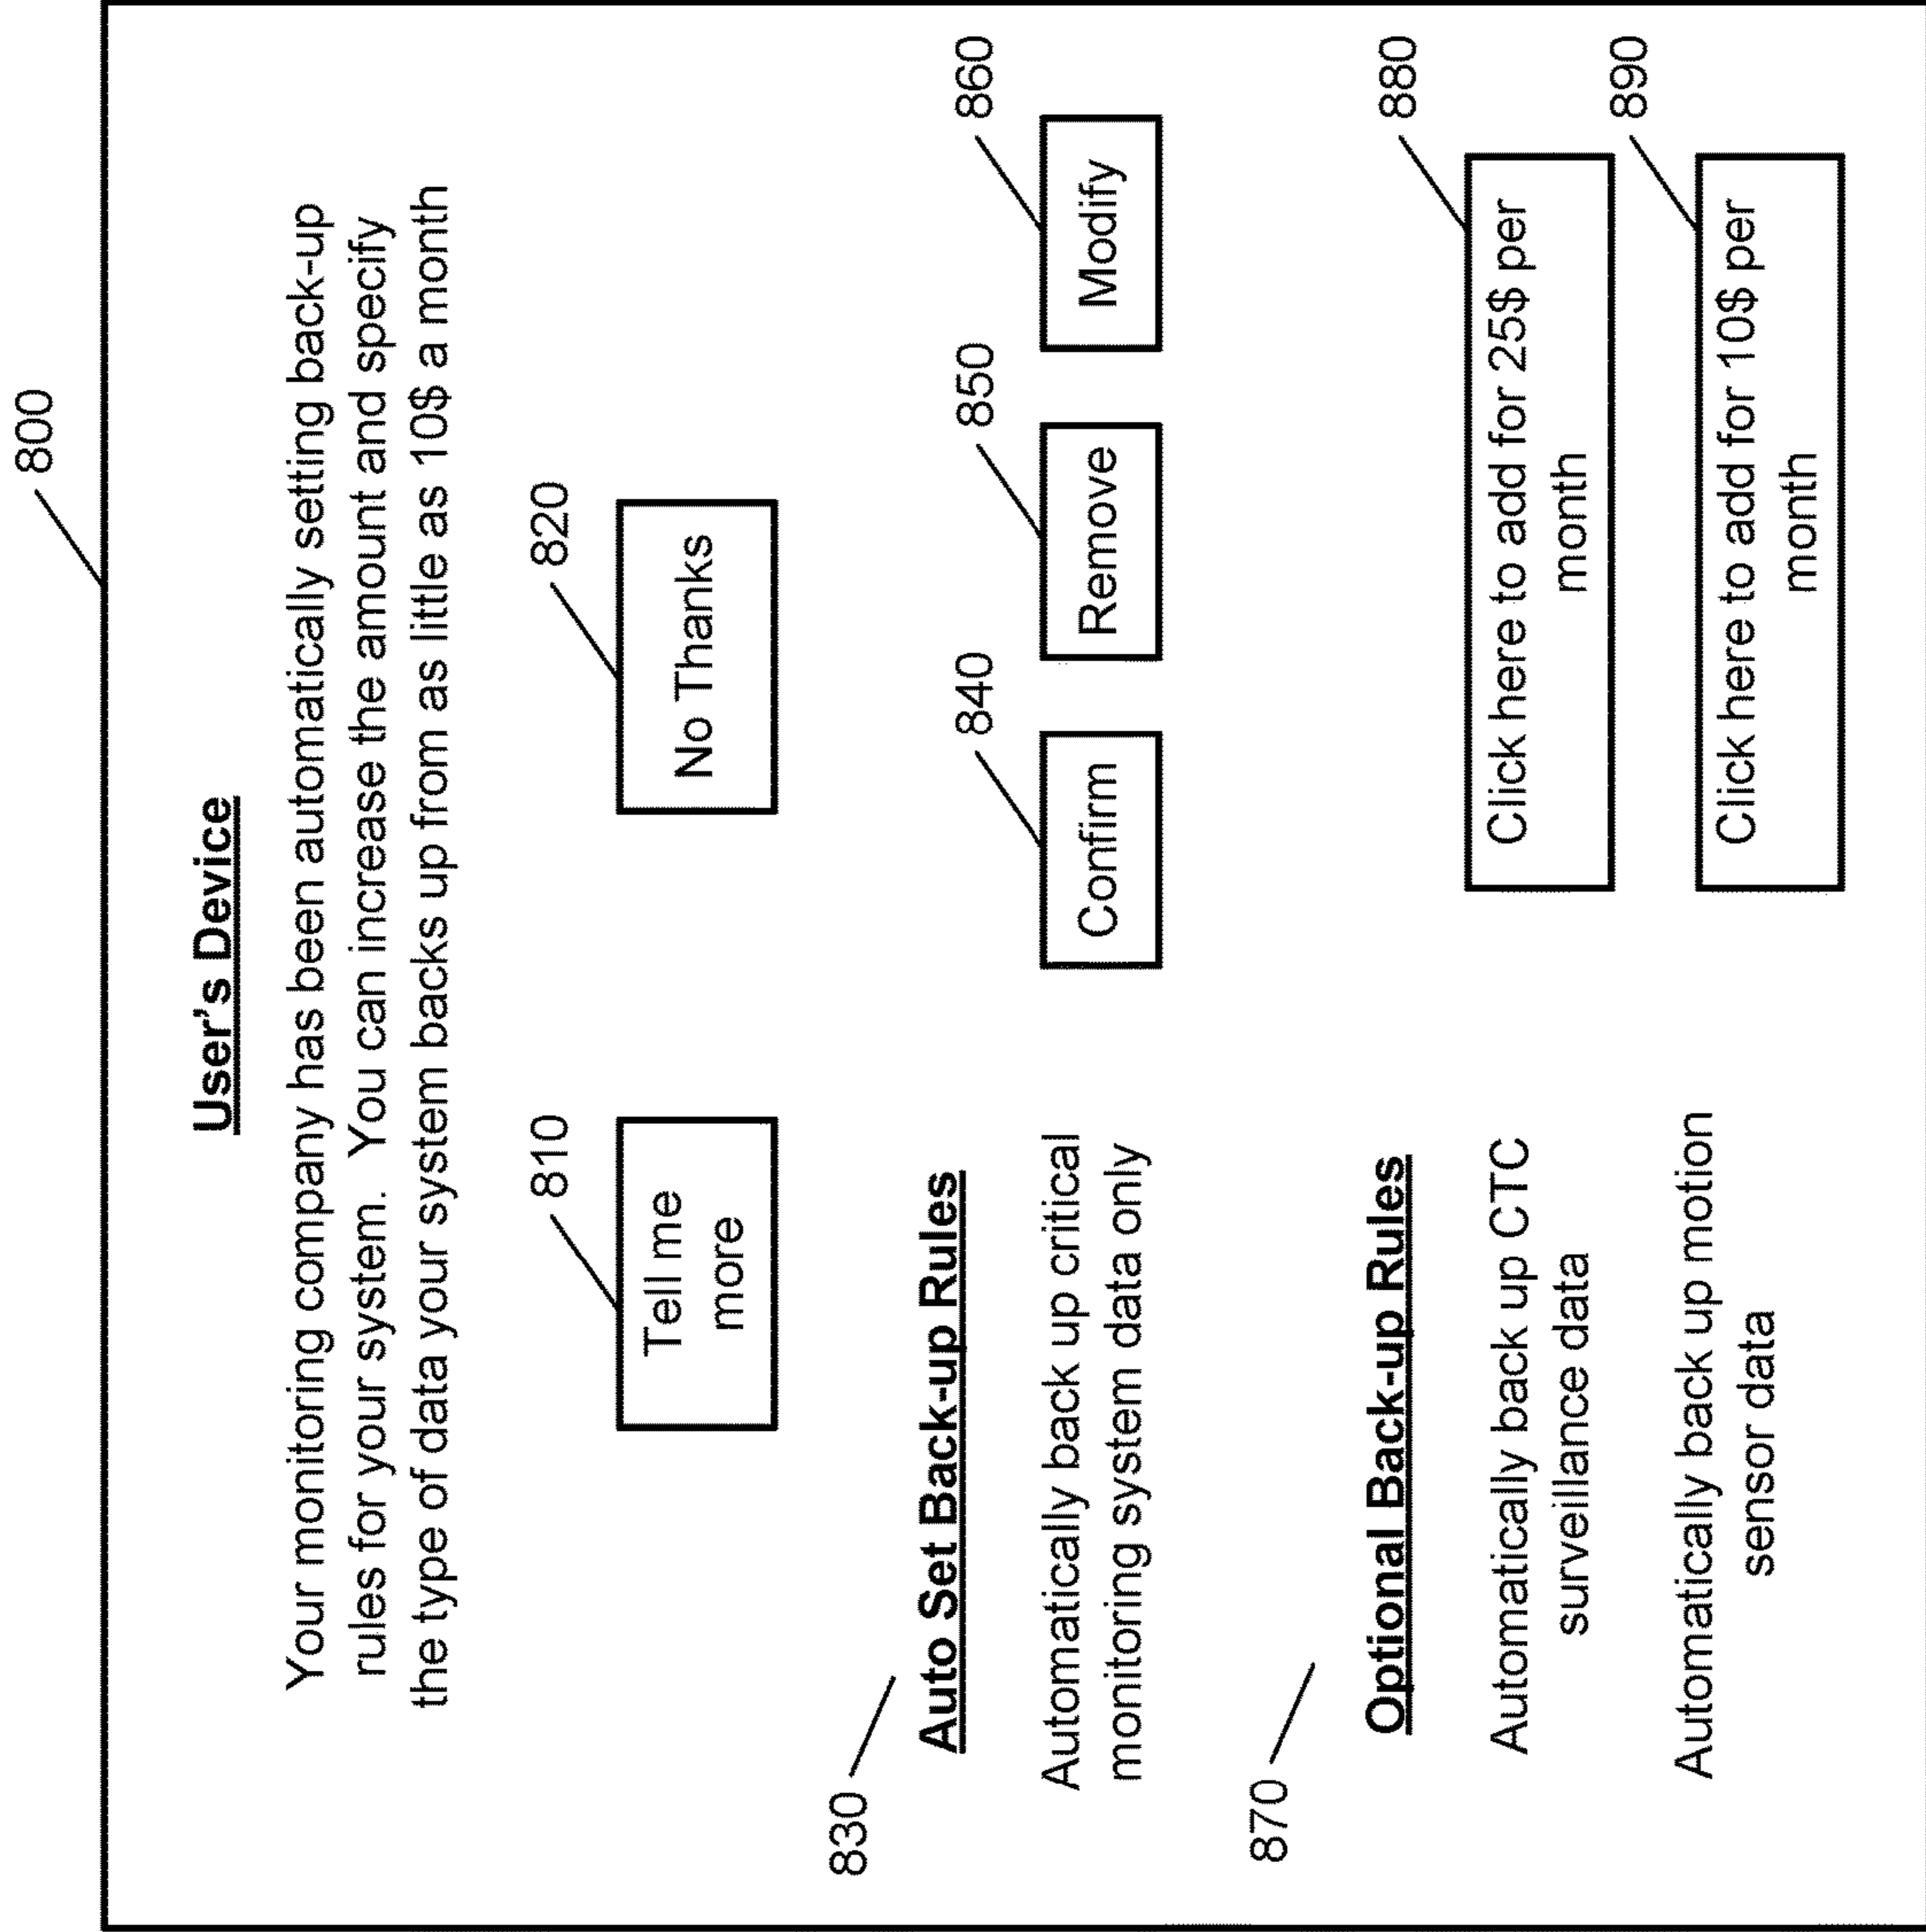 800
User's Device
Your monitoring company has been automatically setting back-up
rules for your system. You can increase the amount and specify
the type of data your system backs up from as little as 10$ a month
810
Tell me
more
820
No Thanks
830
Auto Set Back-up Rules
Automatically back up critical
monitoring system data only
840
Confirm
850
Remove
860
Modify
870
Optional Back-up Rules
Automatically back up CTC
surveillance data
880
Click here to add for 25$ per
month
Automatically back up motion
sensor data
890
Click here to add for 10$ per
month